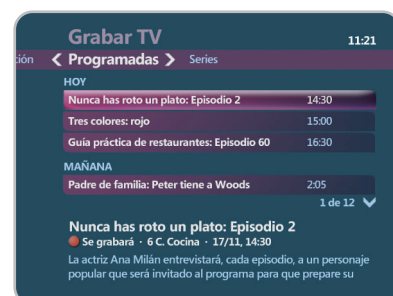 Grabar TV 11:21
ción Programadas Series
HOY
Nunca has roto un plato: Episodio 2 14:30
Tres colores: rojo 15:00
Guía práctica de restaurantes: Episodio 60 16:30
MAÑANA
Padre de familia: Peter tiene a Woods 2:05
1 de 12
Nunca has roto un plato: Episodio 2
Se grabará · 6 C. Cocina · 17/11, 14:30
La actriz Ana Milán entrevistará, cada episodio, a un personaje
popular que será invitado al programa para que prepare su